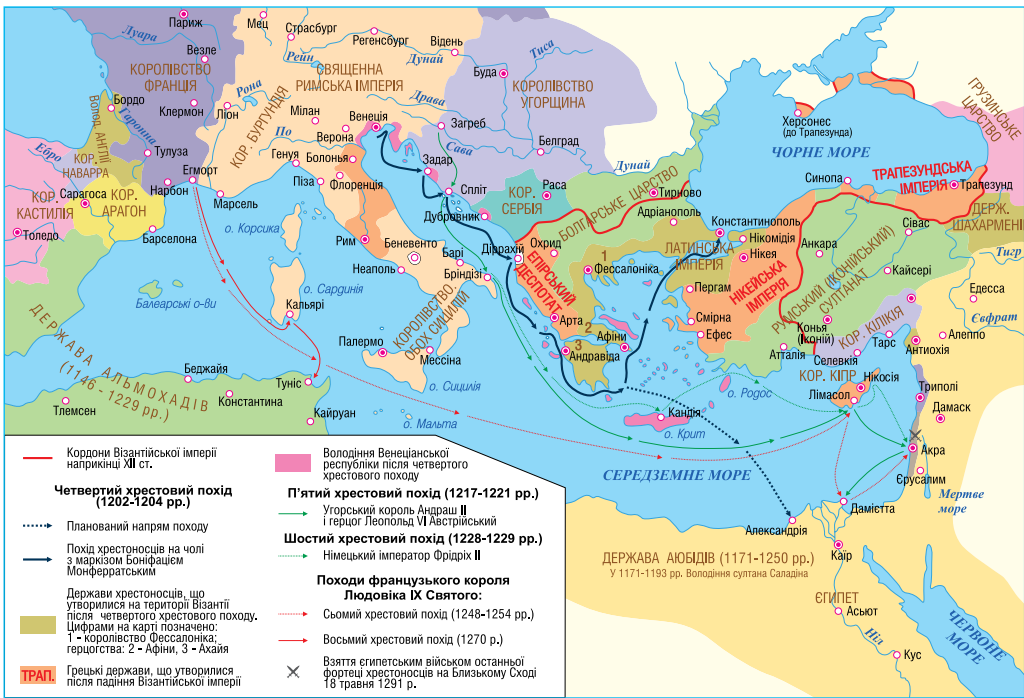 Париж
Луара
Везле
КОРОЛІВСТВО
ФРАНЦІЯ
Клермон
Бордо
Волод. АНГЛІЇ
Гаронна
Тулуза
Нарбон
Егморт
Ліон
Рона
Марсель
КОР.
НАВАРРА
Ебро
КОР.
КАСТИЛІЯ
Сарагоса
КОР.
АРАГОН
Толедо
Барселона
Балеарські о-ви
Мец
Страсбург
Рейн
Регенсбург
Дунай
Відень
СВЯЩЕННА
РИМСЬКА ІМПЕРІЯ
КОР. БУРГУНДІЯ
Мілан
Верона
Венеція
По
Генуя
Болонья
Піза
Флоренція
Рим
о. Корсика
о. Сардинія
Кальярі
Беневенто
Неаполь
Барі
Бріндізі
КОРОЛІВСТВО
ОБОХ СИЦИЛІЙ
Палермо
Мессіна
о. Сицилія
о. Мальта
Тиса
Буда
КОРОЛІВСТВО
УГОРЩИНА
Драва
Загреб
Сава
Белград
Дунай
Задар
Спліт
Дубровник
КОР.
СЕРБІЯ
Раса
БОЛГАРСЬКЕ ЦАРСТВО
Тирново
Адріанополь
Діррахій
Охрид
ЕПІРСЬКИЙ
ДЕСПОТАТ
1
Фессалоніка
Арта
2
Афіни
3
Андравіда
ЛАТИНСЬКА
ІМПЕРІЯ
Константинополь
Нікомідія
Нікея
Пергам
Смірна
Ефес
НІКЕЙСЬКА
ІМПЕРІЯ
Херсонес
(до Трапезунда)
ЧОРНЕ МОРЕ
ГРУЗИНСЬКЕ
ЦАРСТВО
Синопа
ТРАПЕЗУНДСЬКА
ІМПЕРІЯ
Трапезунд
ДЕРЖ.
ШАХАРМЕНІВ
Сівас
Анкара
Кайсері
РУМСЬКИЙ (ІКОНІЙСЬКИЙ)
СУЛТАНАТ
Тигр
Едесса
Євфрат
Конья
(Іконій)
Атталія
КОР. КІЛІКІЯ
Тарс
Селевкія
Антиохія
Алеппо
КОР. КІПР
Нікосія
Лімасол
о. Родос
Кандія
о. Крит
Триполі
Дамаск
Акра
Єрусалим
Мертве
море
СЕРЕДЗЕМНЕ МОРЕ
Дамієтта
Александрія
Каїр
ДЕРЖАВА АЮБІДІВ (1171-1250 рр.)
У 1171-1193 рр. Володіння султана Саладіна
ЄГИПЕТ
Асьют
Ніл
Кус
ЧЕРВОНЕ
МОРЕ
ДЕРЖАВА АЛЬМОХАДІВ
(1146-1229 рр.)
Беджайя
Туніс
Константина
Тлемсен
Кайруан
Кордони Візантійської імперії
наприкінці XII ст.
Четвертий хрестовий похід
(1202-1204 рр.)
Планований напрям походу
Похід хрестоносців на чолі
з маркізом Боніфацієм
Монферратським
Держави хрестоносців, що
утворилися на території Візантії
після четвертого хрестового походу.
Цифрами на карті позначено:
1 - королівство Фессалоніка;
герцогства: 2 - Афіни, 3 - Ахайя
ТРАП.
Грецькі держави, що утворилися
після падіння Візантійської імперії
Володіння Венеціанської
республіки після четвертого
хрестового походу
П'ятий хрестовий похід (1217-1221 рр.)
Угорський король Андраш II
і герцог Леопольд VI Австрійський
Шостий хрестовий похід (1228-1229 рр.)
Німецький імператор Фрідріх II
Походи французького короля
Людовіка IX Святого:
Сьомий хрестовий похід (1248-1254 рр.)
Восьмий хрестовий похід (1270 р.)
Взяття єгипетським військом останньої
фортеці хрестоносців на Близькому Сході
18 травня 1291 р.